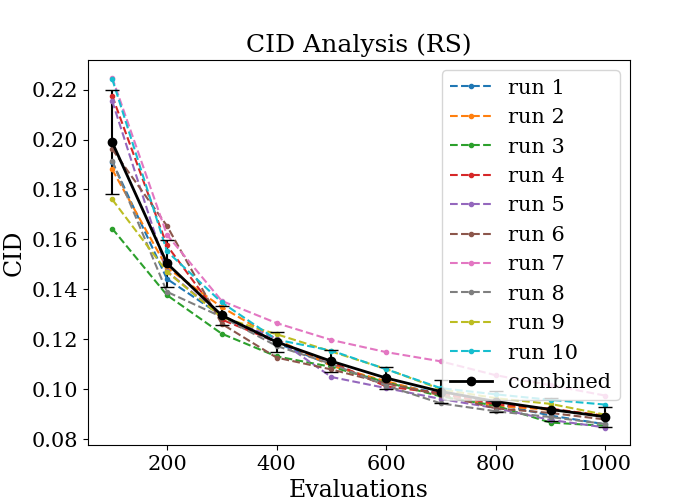 CID Analysis (RS)
CID
0.22
0.20
0.18
0.16
0.14
0.12
0.10
0.08
run 1
run 2
run 3
run 4
run 5
run 6
run 7
run 8
run 9
run 10
combined
200
400
600
800
1000
Evaluations